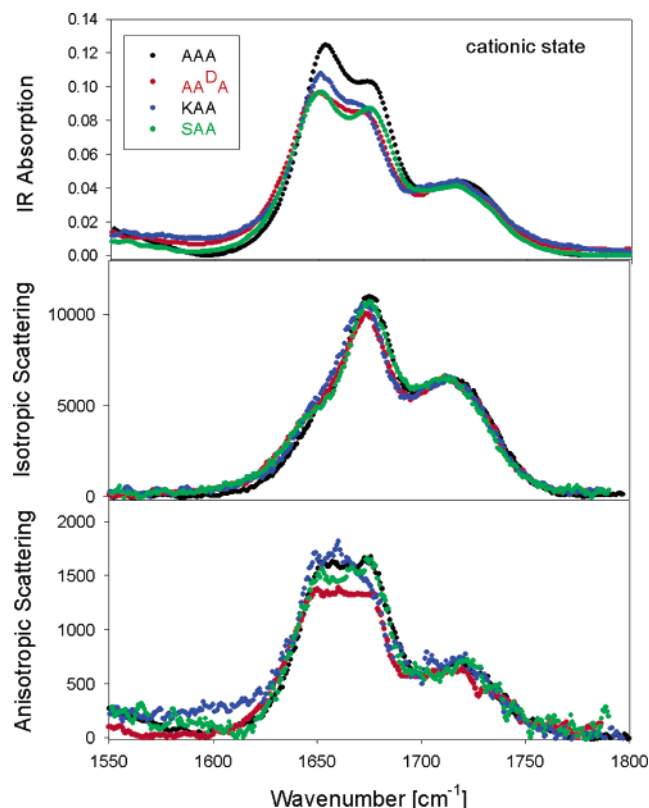 0.14
0.12
0.10
0.08
0.06
0.04
0.02
0.00
IR Absorption
AAA
AA^D A
KAA
SAA
cationic state
10000
5000
0
Isotropic Scattering
2000
1500
1000
500
0
Anisotropic Scattering
1550 1600 1650 1700 1750 1800
Wavenumber [cm⁻¹]